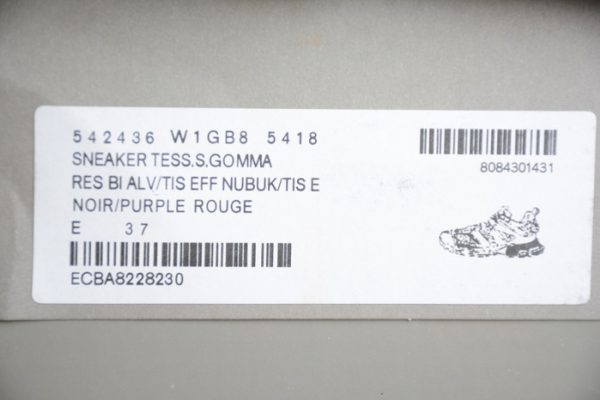 542436 W1GB8 5418
SNEAKER TESS.S.GOMMA
RES BI ALV/TIS EFF NUBUK/TIS E
NOIR/PURPLE ROUGE
E 37
ECBA8228230
8084301431